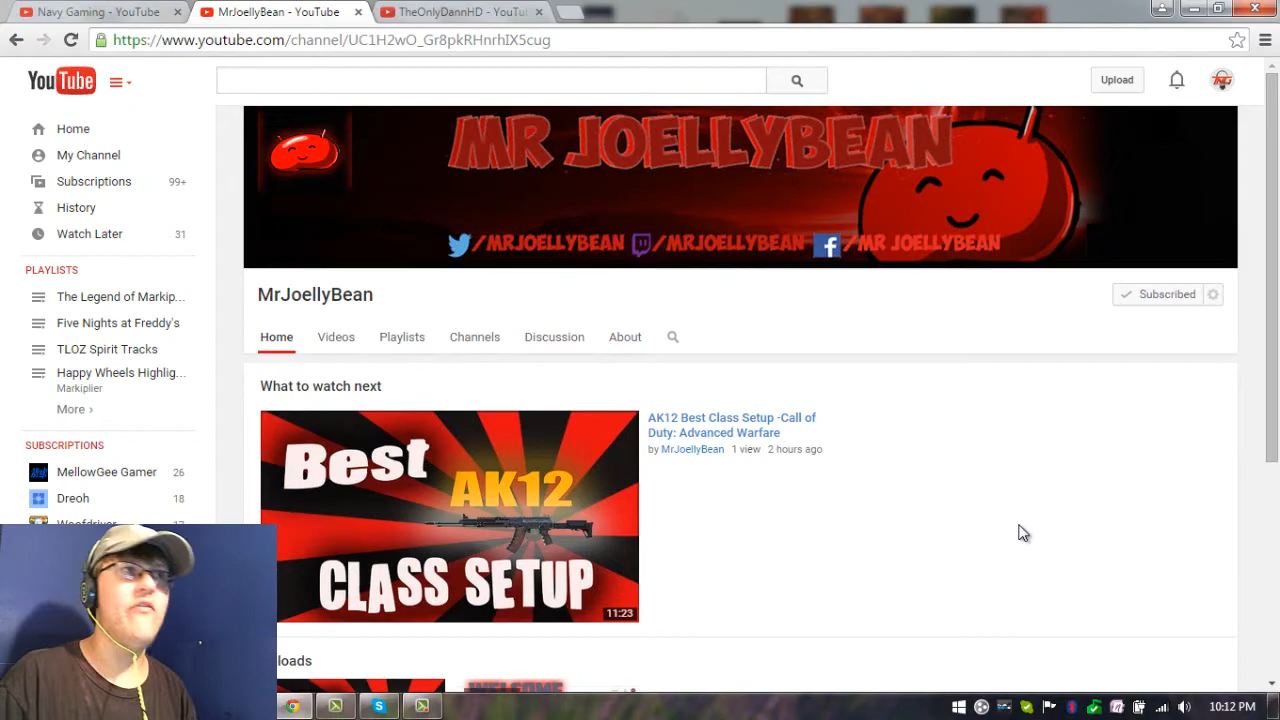 Navy Gaming - YouTube
MrJoellyBean - YouTube
TheOnlyDannHD - YouTu
https://www.youtube.com/channel/UC1H2wO_Gr8pkRHnrhIX5cug
YouTube
Upload
TNG
Home
My Channel
Subscriptions 99+
History
Watch Later 31
PLAYLISTS
The Legend of Markip...
Five Nights at Freddy's
TLOZ Spirit Tracks
Happy Wheels Highlig...
Markiplier
More ›
SUBSCRIPTIONS
MellowGee Gamer 26
Dreoh 18
Woofdriver 17
MR JOELLYBEAN
/MRJOELLYBEAN /MRJOELLYBEAN /MR JOELLYBEAN
MrJoellyBean
Subscribed
Home Videos Playlists Channels Discussion About
What to watch next
Best
AK12
CLASS SETUP
11:23
AK12 Best Class Setup -Call of
Duty: Advanced Warfare
by MrJoellyBean 1 view 2 hours ago
loads
WELCOME
10:12 PM